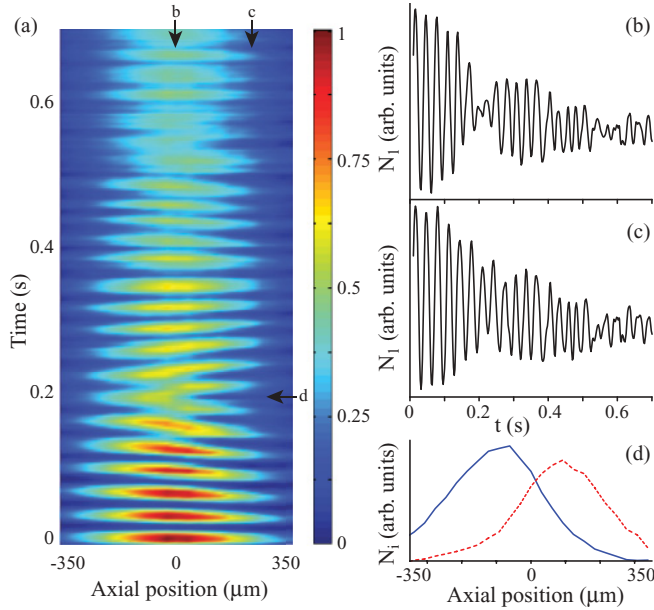 (a)
b
c
1
0.75
0.5
0.25
0
0.6
0.4
0.2
0
Time (s)
d
-350
0
350
Axial position (μm)
(b)
N1 (arb. units)
(c)
N1 (arb. units)
0
0.2
0.4
0.6
t (s)
(d)
Ni (arb. units)
-350
0
350
Axial position (μm)